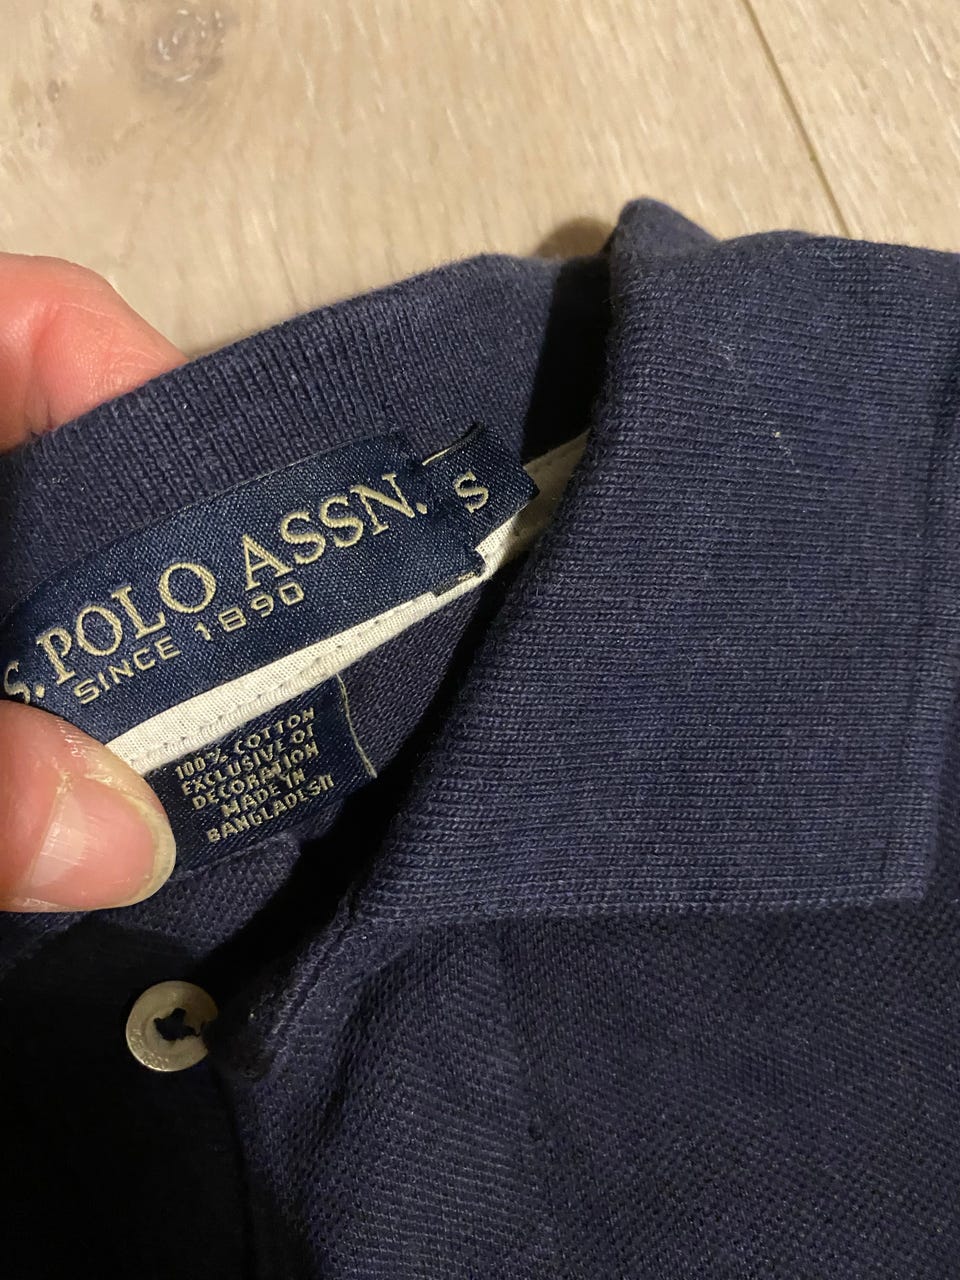 S. POLO ASSN.
S
SINCE 1890
100% COTTON
EXCLUSIVE OF
DECORATION
MADE IN
BANGLADESH